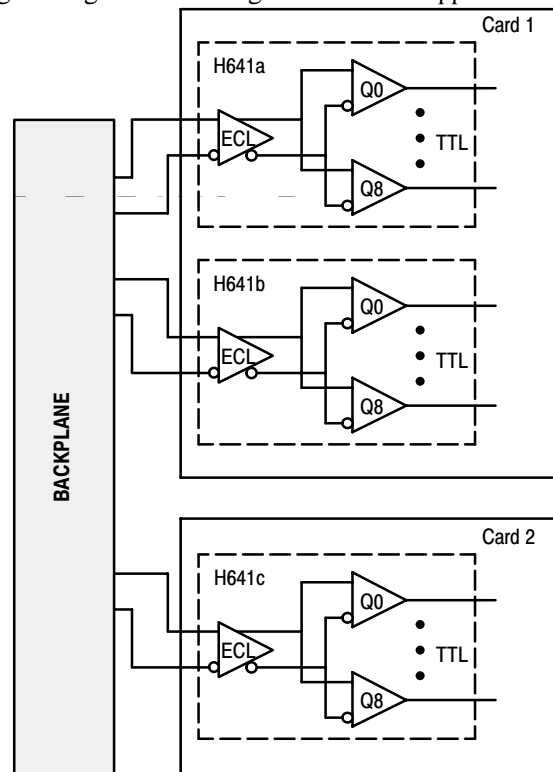 Card 1
H641a
Q0
ECL
TTL
Q8
H641b
Q0
ECL
TTL
Q8
BACKPLANE
Card 2
H641c
Q0
ECL
TTL
Q8